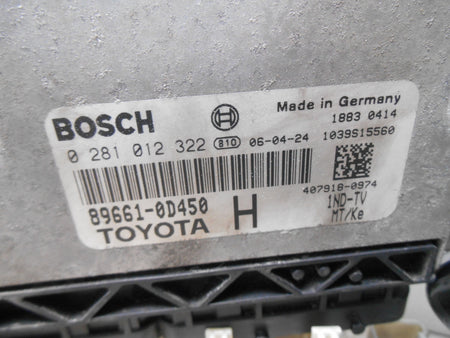 BOSCH
Made in Germany
0 281 012 322 810 06-04-24
1883 0414
1039S15560
407918-0974
89661-0D450 H
1ND-TV
TOYOTA
MT/Ke